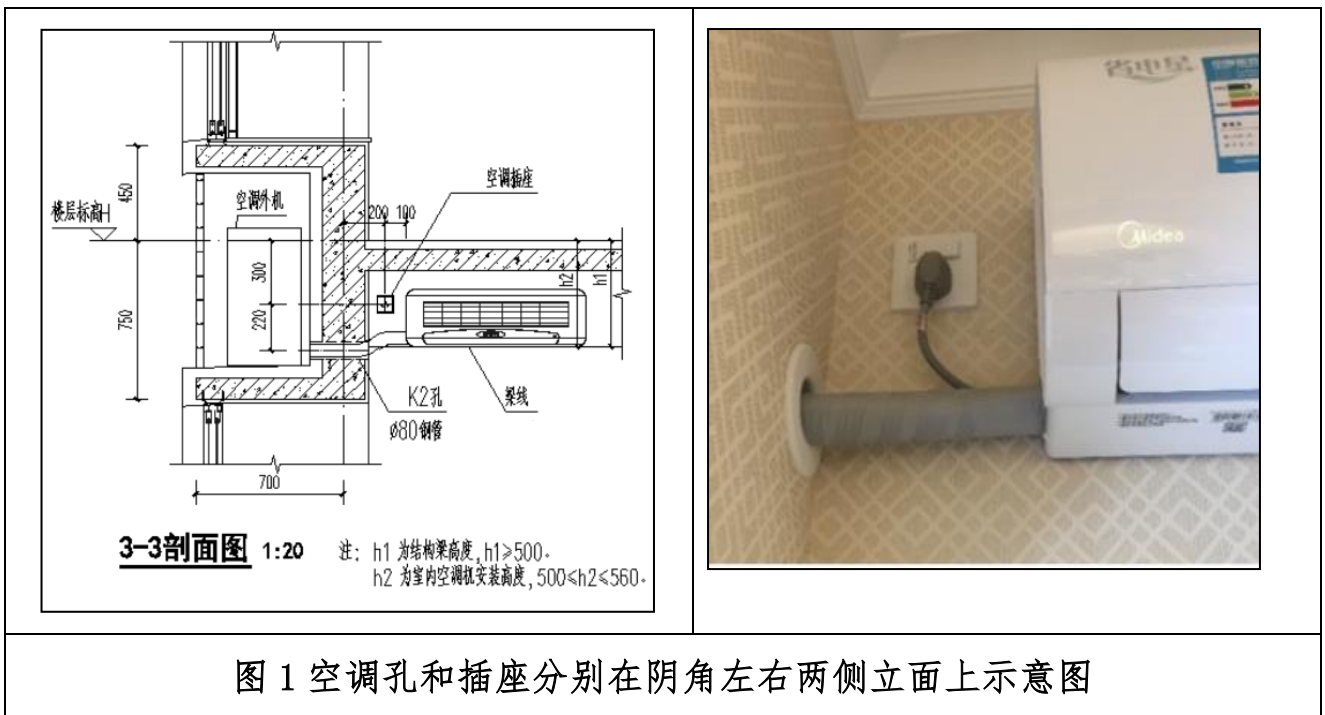 450
楼层标高H
750
空调外机
300
220
200 100
空调插座
h2
h1
K2孔
ø80钢管
梁线
700
3-3剖面图 1:20
注: h1 为结构梁高度,h1≥500.
h2 为室内空调机安装高度,500≤h2≤560.
省电星
Midea
图 1 空调孔和插座分别在阴角左右两侧立面上示意图